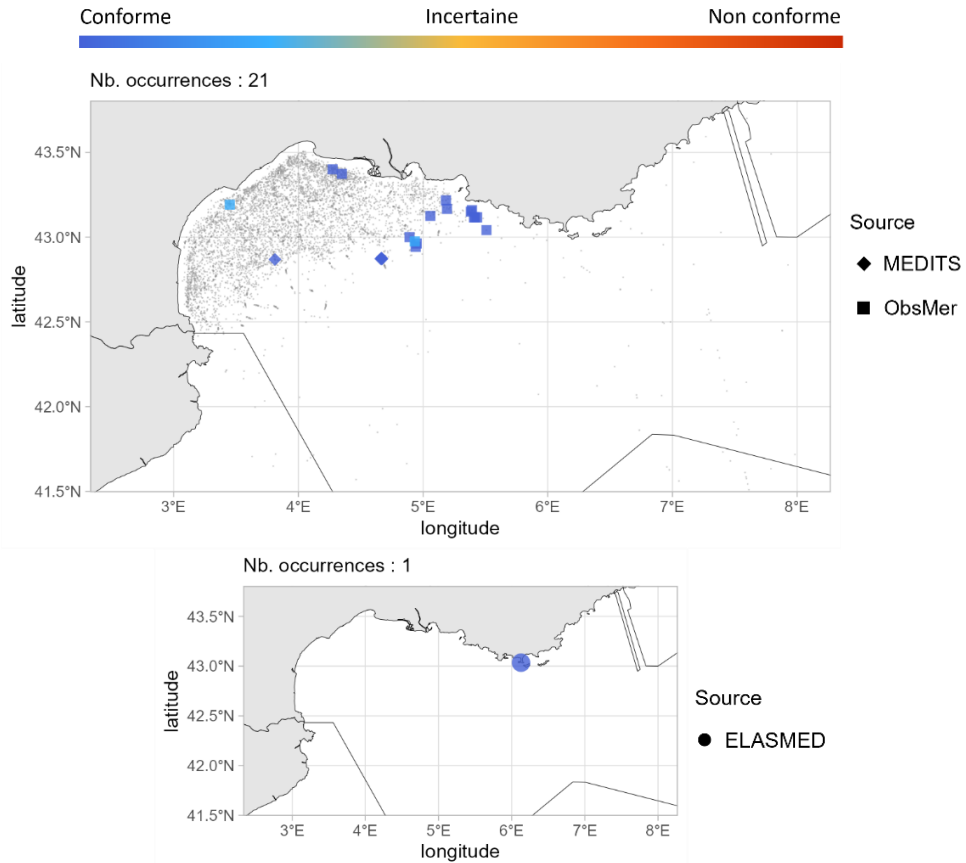 Conforme Incertaine Non conforme
Nb. occurrences : 21
43.5°N
43.0°N
42.5°N
42.0°N
41.5°N
latitude
3°E 4°E 5°E 6°E 7°E 8°E
longitude
Source
MEDITS
ObsMer
Nb. occurrences : 1
43.5°N
43.0°N
42.5°N
42.0°N
41.5°N
latitude
3°E 4°E 5°E 6°E 7°E 8°E
longitude
Source
ELASMED